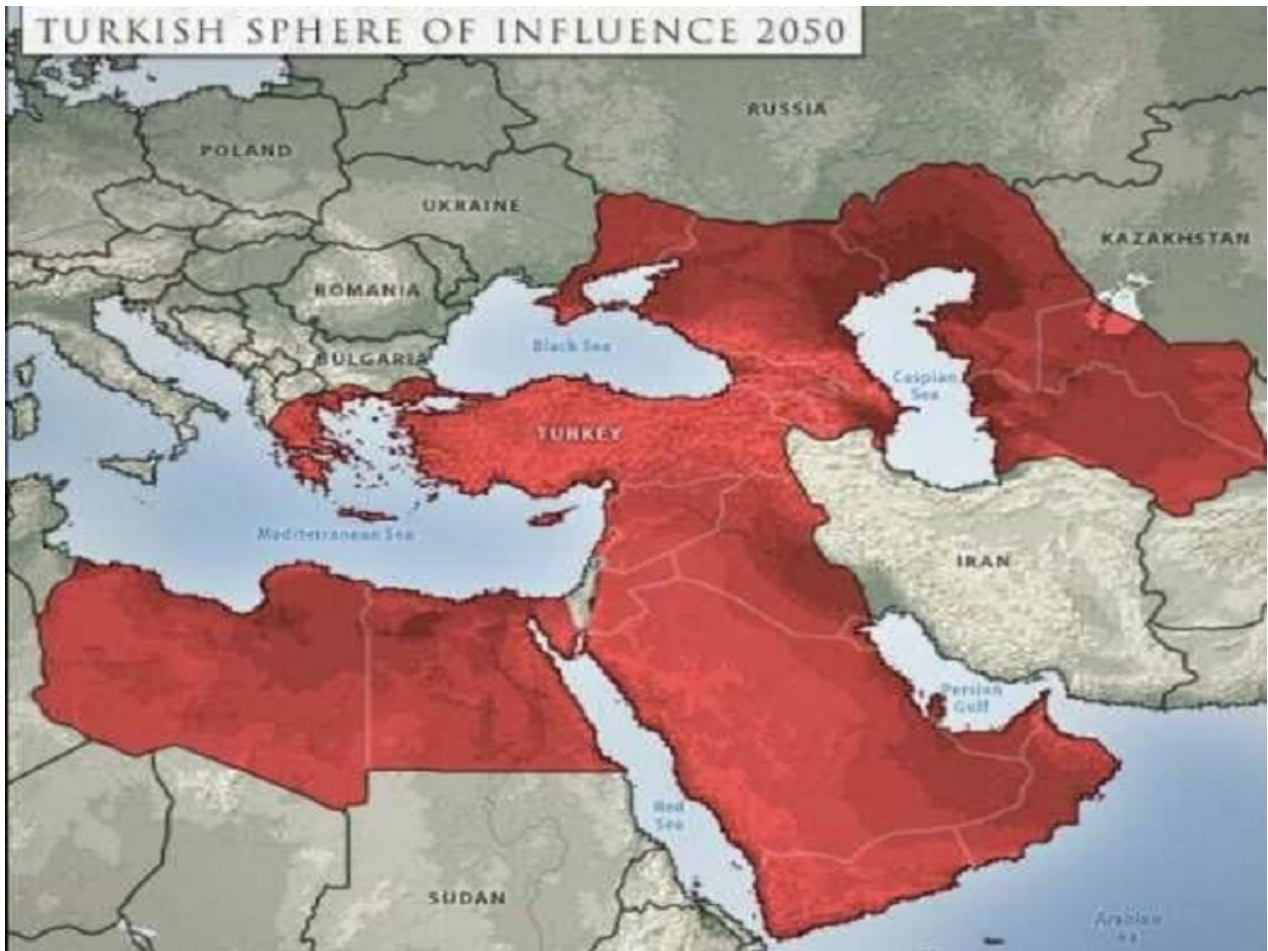 TURKISH SPHERE OF INFLUENCE 2050
RUSSIA
POLAND
UKRAINE
KAZAKHSTAN
ROMANIA
Black Sea
BULGARIA
Caspian
Sea
TURKEY
Mediterranean Sea
IRAN
Persian
Gulf
Red
Sea
SUDAN
Arabian